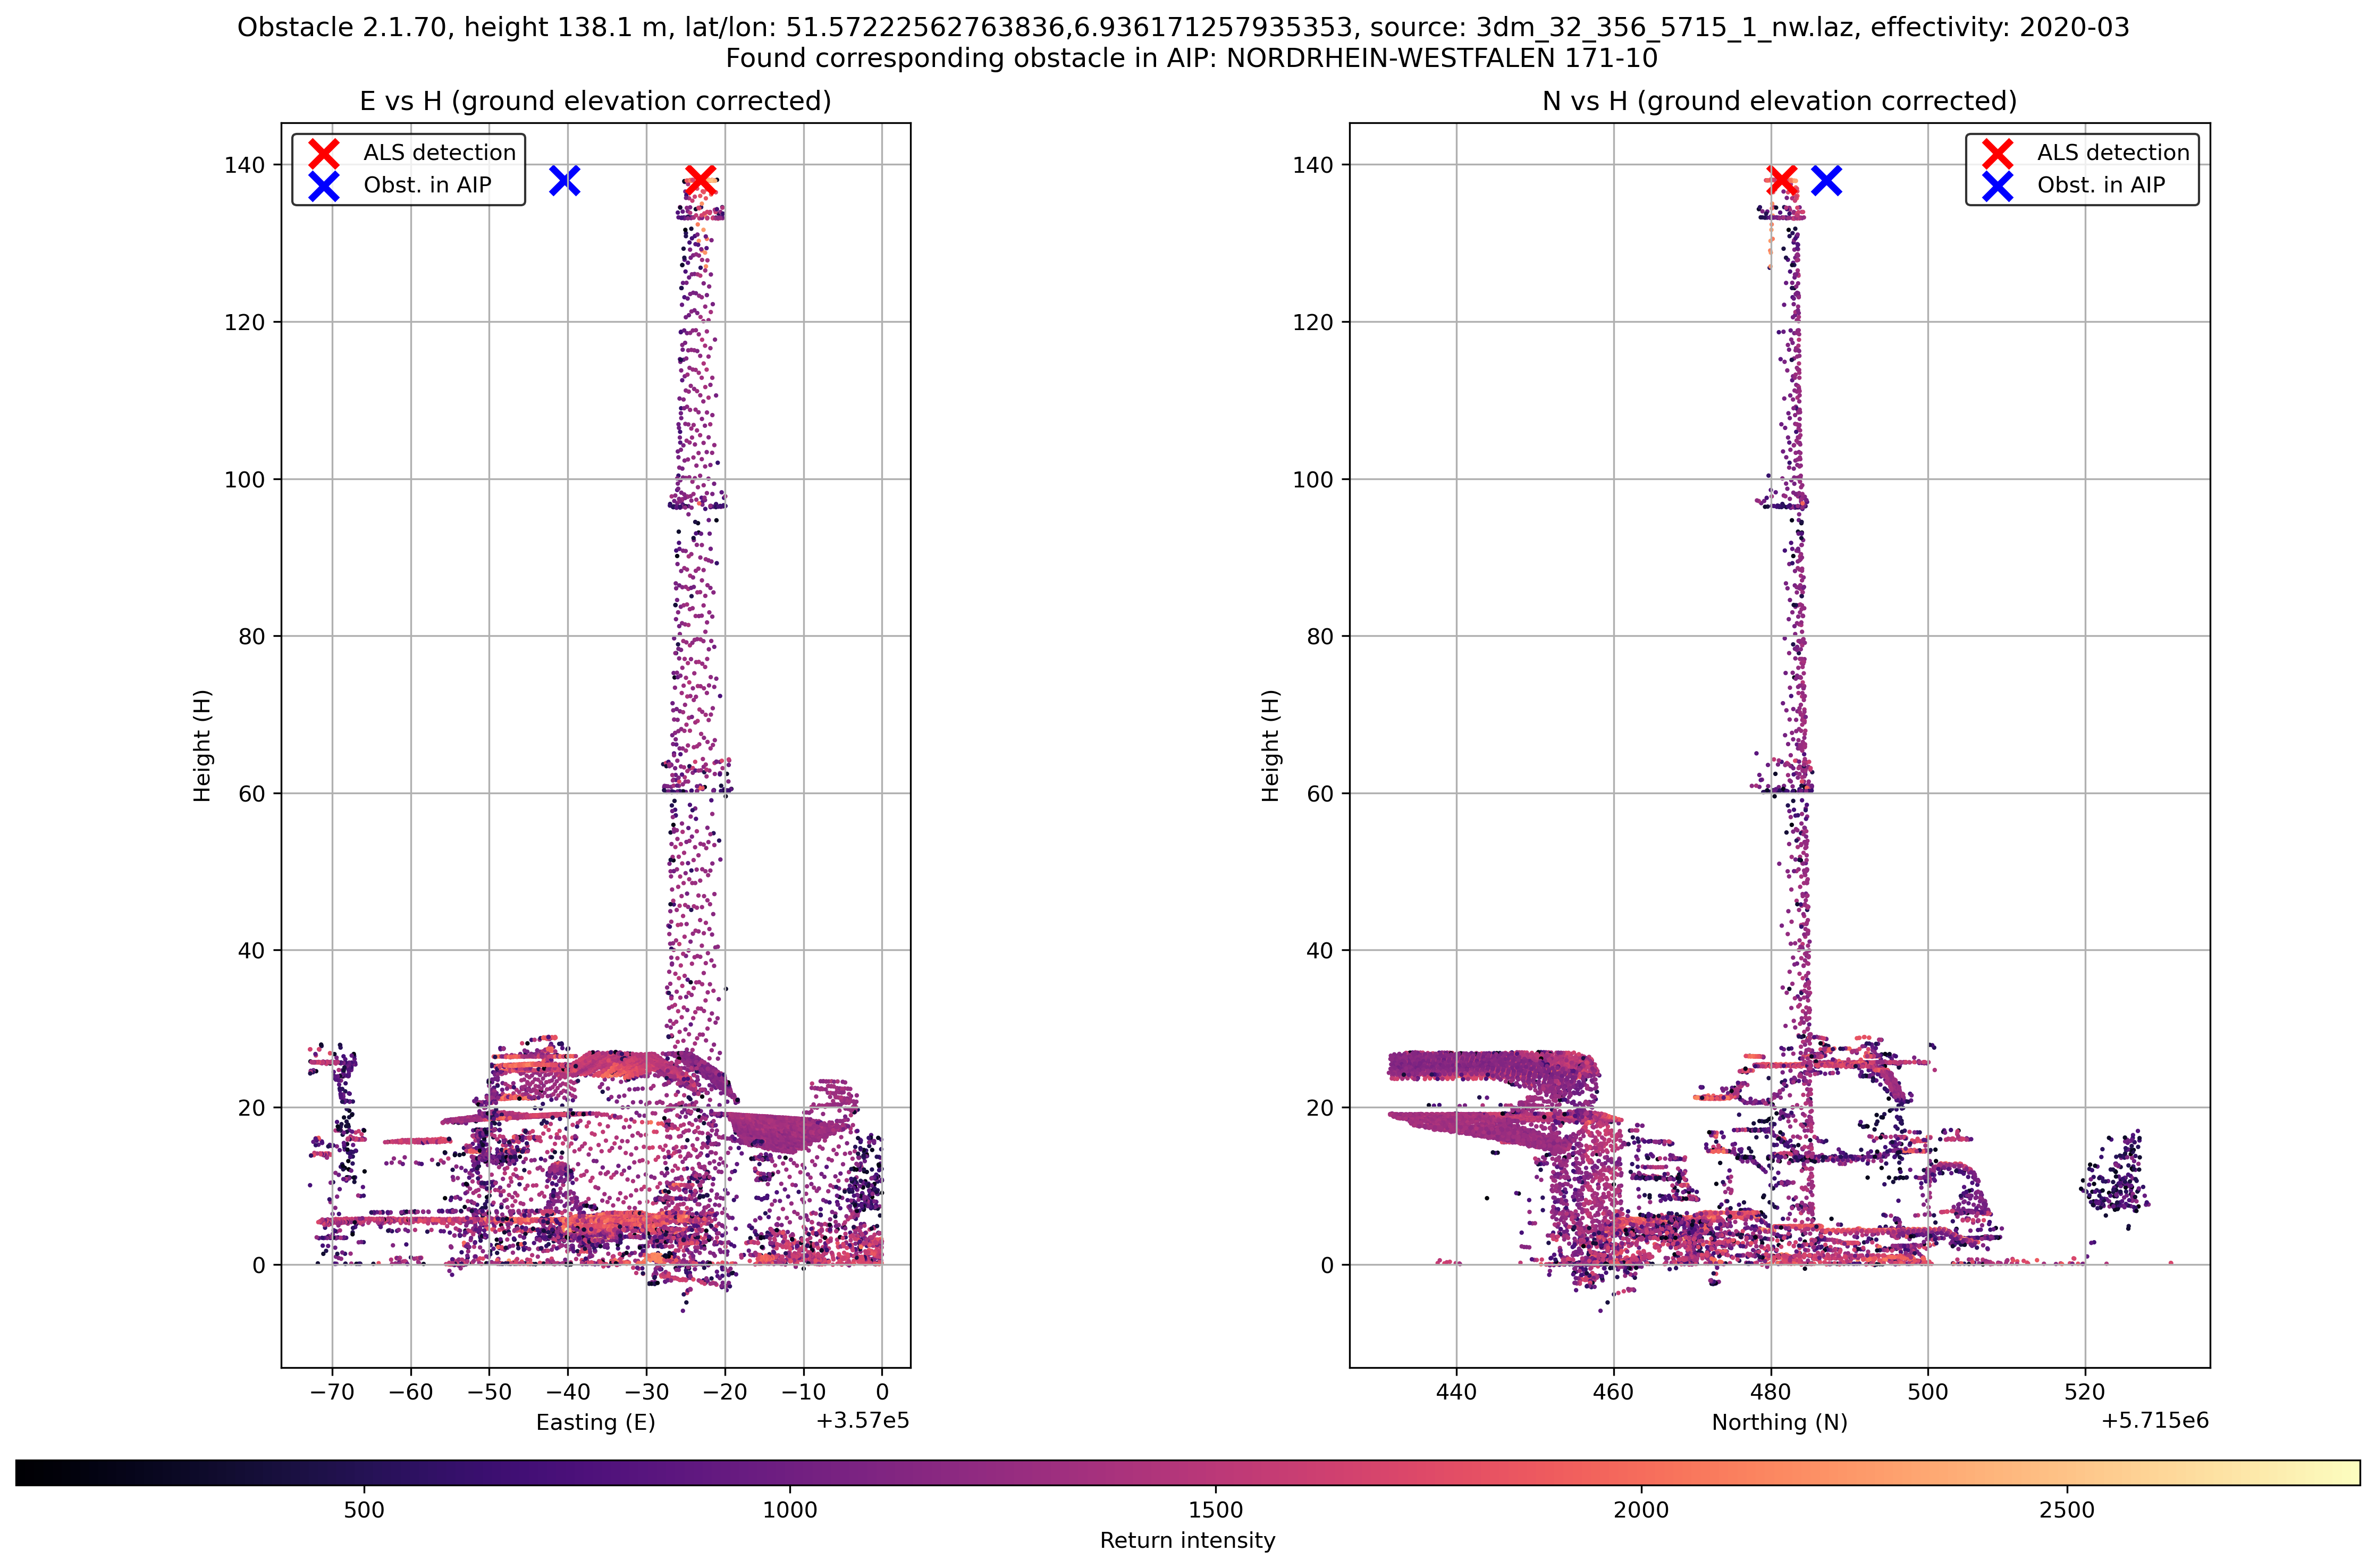 Obstacle 2.1.70, height 138.1 m, lat/lon: 51.57222562763836,6.936171257935353, source: 3dm_32_356_5715_1_nw.laz, effectivity: 2020-03
Found corresponding obstacle in AIP: NORDRHEIN-WESTFALEN 171-10
E vs H (ground elevation corrected)
ALS detection
Obst. in AIP
140
120
100
80
60
40
20
0
Height (H)
−70 −60 −50 −40 −30 −20 −10 0
Easting (E)
+3.57e5
N vs H (ground elevation corrected)
ALS detection
Obst. in AIP
140
120
100
80
60
40
20
0
Height (H)
440 460 480 500 520
Northing (N)
+5.715e6
500 1000 1500 2000 2500
Return intensity